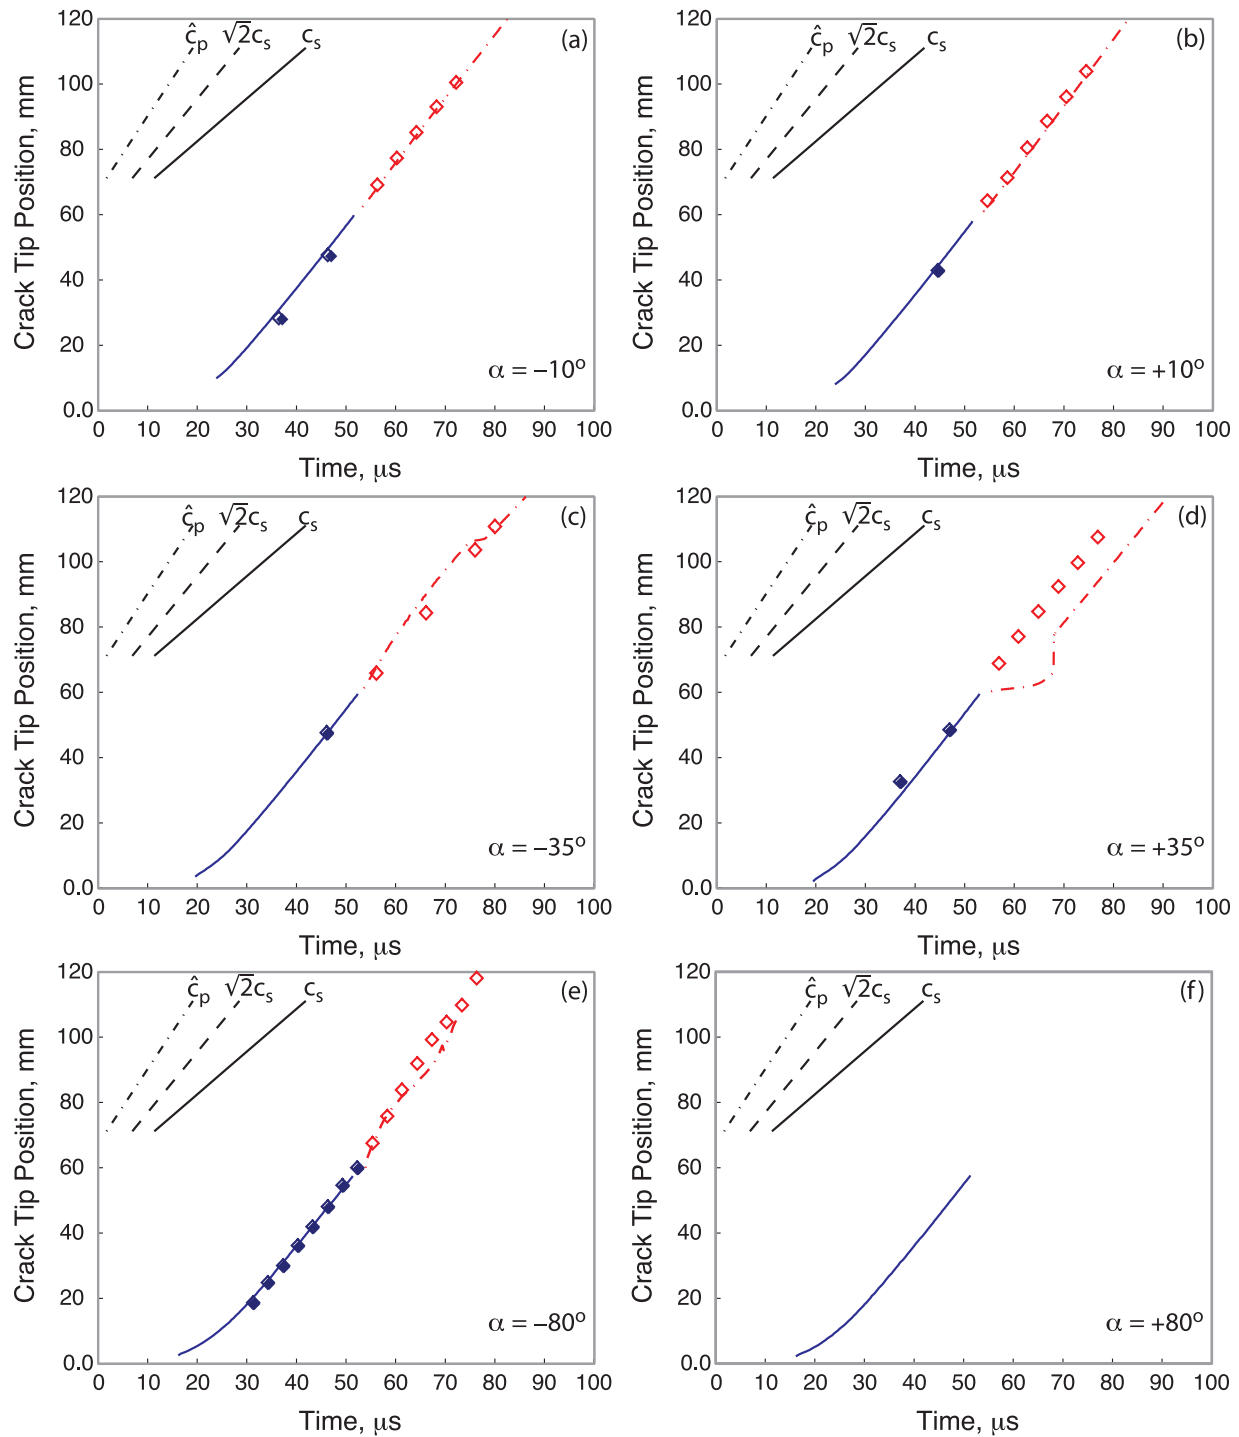 120
100
80
60
40
20
0.0
Crack Tip Position, mm
ĉp √2cs cs
(a)
α = −10°
0 10 20 30 40 50 60 70 80 90 100
Time, μs
120
100
80
60
40
20
0.0
Crack Tip Position, mm
ĉp √2cs cs
(b)
α = +10°
0 10 20 30 40 50 60 70 80 90 100
Time, μs
120
100
80
60
40
20
0.0
Crack Tip Position, mm
ĉp √2cs cs
(c)
α = −35°
0 10 20 30 40 50 60 70 80 90 100
Time, μs
120
100
80
60
40
20
0.0
Crack Tip Position, mm
ĉp √2cs cs
(d)
α = +35°
0 10 20 30 40 50 60 70 80 90 100
Time, μs
120
100
80
60
40
20
0.0
Crack Tip Position, mm
ĉp √2cs cs
(e)
α = −80°
0 10 20 30 40 50 60 70 80 90 100
Time, μs
120
100
80
60
40
20
0.0
Crack Tip Position, mm
ĉp √2cs cs
(f)
α = +80°
0 10 20 30 40 50 60 70 80 90 100
Time, μs